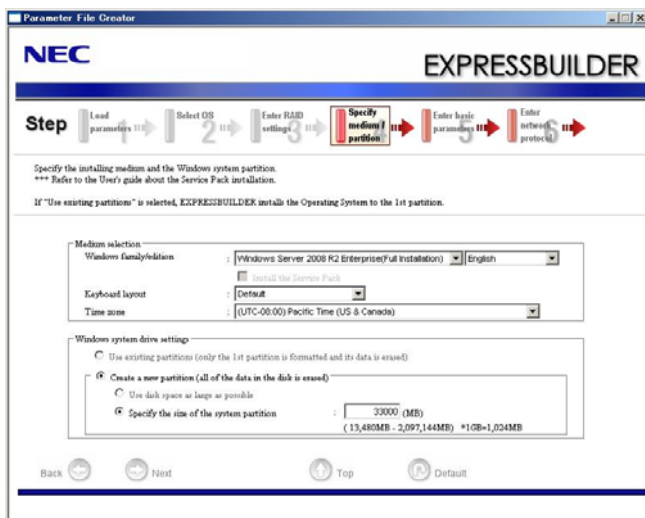 Parameter File Creator
NEC
EXPRESSBUILDER
Step
Load parameters 1
Select OS 2
Enter RAID settings 3
Specify medium / partition 4
Enter basic parameters 5
Enter network protocol 6
Specify the installing medium and the Windows system partition.
*** Refer to the User's guide about the Service Pack installation.
If "Use existing partitions" is selected, EXPRESSBUILDER installs the Operating System to the 1st partition.
Medium selection
Windows family/edition : Windows Server 2008 R2 Enterprise(Full Installation) English
Install the Service Pack
Keyboard layout : Default
Time zone : (UTC-08:00) Pacific Time (US & Canada)
Windows system drive settings
Use existing partitions (only the 1st partition is formatted and its data is erased)
Create a new partition (all of the data in the disk is erased)
Use disk space as large as possible
Specify the size of the system partition : 33000 (MB)
( 13,480MB - 2,097,144MB) *1GB=1,024MB
Back Next Top Default